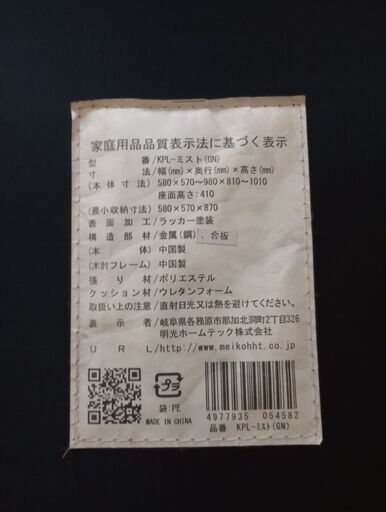 家庭用品品質表示法に基づく表示
型 番/KPL-ミスト(GN)
寸 法/幅(mm)×奥行(mm)×高さ(mm)
(本体寸法) 580×570~980×810~1010
座面高さ:410
(最小収納寸法) 580×570×870
表面加工/ラッカー塗装
構造部材/金属(鋼)、合板
(本 体) 中国製
(木肘フレーム) 中国製
張り材/ポリエステル
クッション材/ウレタンフォーム
取扱い上の注意/直射日光又は熱を避けてください。
表示者/岐阜県各務原市那加北洞町2丁目326
明光ホームテック株式会社
URL/http://www.meikohht.co.jp
プラ
袋:PE
MADE IN CHINA
4977935 054582
品番 KPL-ミスト(GN)